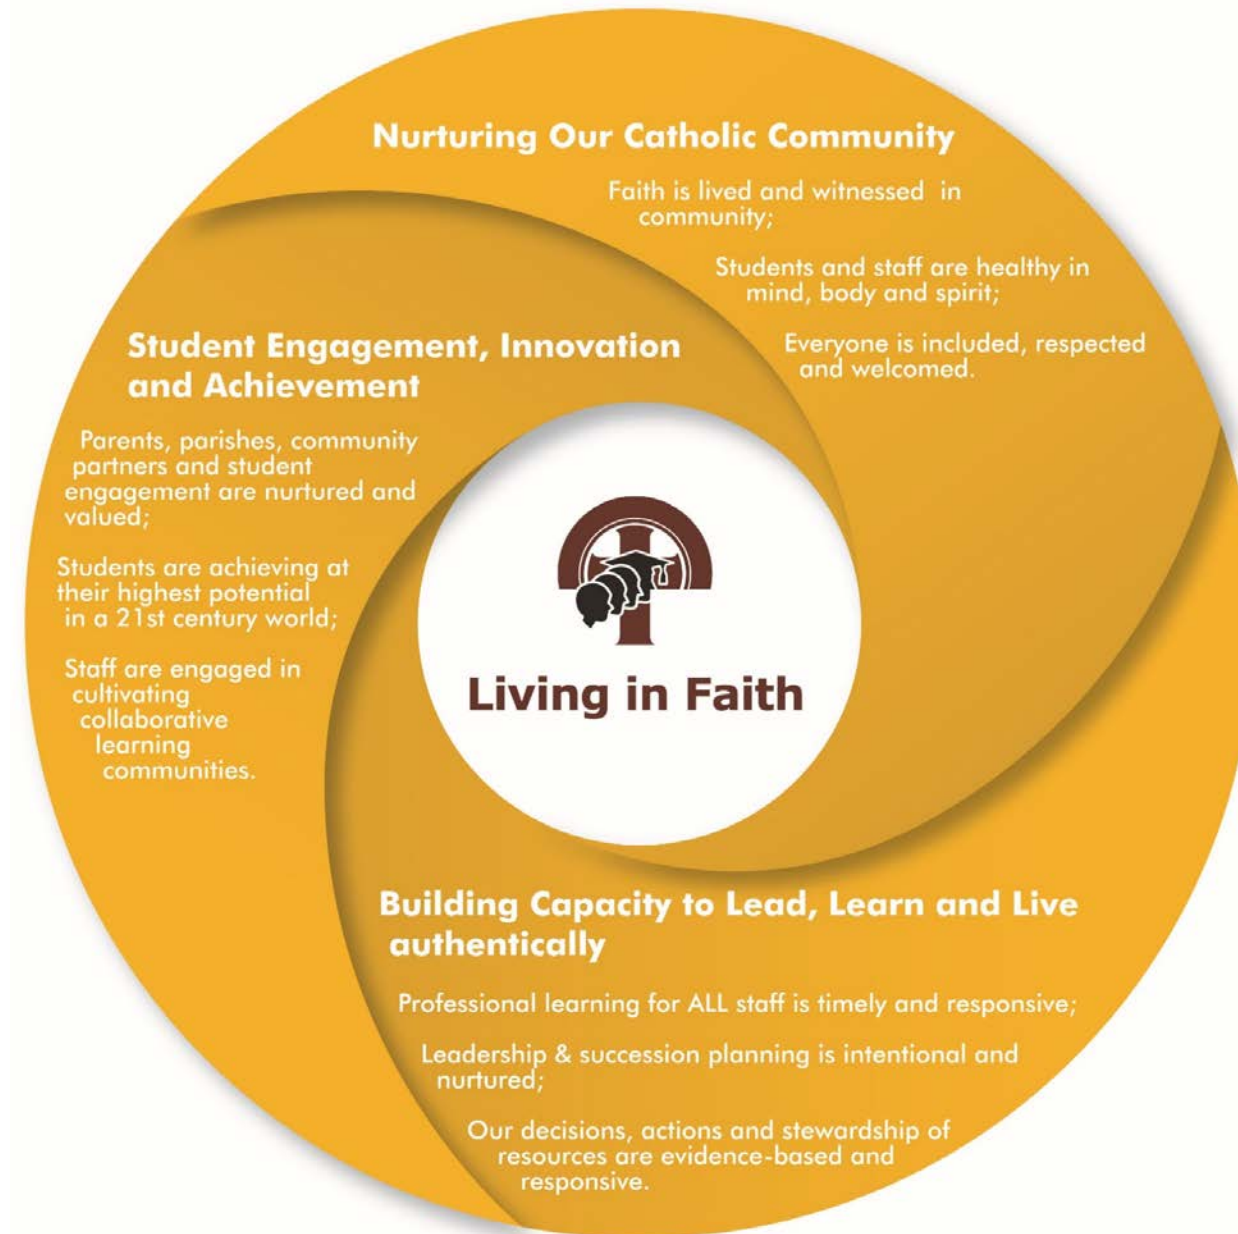 Nurturing Our Catholic Community
Faith is lived and witnessed in
community;
Students and staff are healthy in
mind, body and spirit;
Everyone is included, respected
and welcomed.
Student Engagement, Innovation
and Achievement
Parents, parishes, community
partners and student
engagement are nurtured and
valued;
Students are achieving at
their highest potential
in a 21st century world;
Staff are engaged in
cultivating
collaborative
learning
communities.
Living in Faith
Building Capacity to Lead, Learn and Live
authentically
Professional learning for ALL staff is timely and responsive;
Leadership & succession planning is intentional and
nurtured;
Our decisions, actions and stewardship of
resources are evidence-based and
responsive.